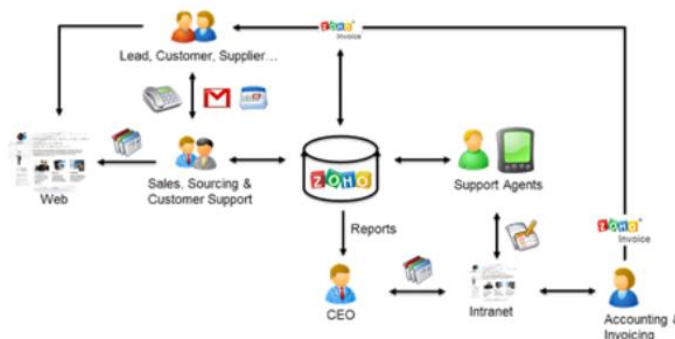 ZOHO
Invoice
Lead, Customer, Supplier...
Web
Sales, Sourcing &
Customer Support
ZOHO
Support Agents
Reports
ZOHO
Invoice
CEO
Intranet
Accounting &
Invoicing